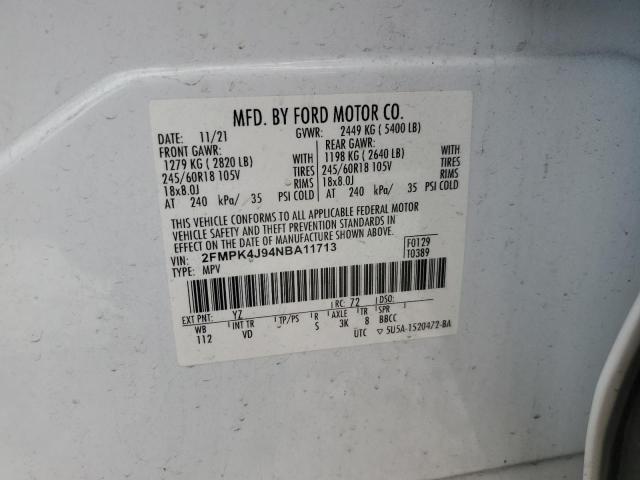 MFD. BY FORD MOTOR CO.
DATE: 11/21 GVWR: 2449 KG ( 5400 LB)
FRONT GAWR: REAR GAWR:
1279 KG ( 2820 LB) WITH 1198 KG ( 2640 LB) WITH
245/60R18 105V TIRES 245/60R18 105V TIRES
18x8.0J RIMS 18x8.0J RIMS
AT 240 kPa/ 35 PSI COLD AT 240 kPa/ 35 PSI COLD
THIS VEHICLE CONFORMS TO ALL APPLICABLE FEDERAL MOTOR
VEHICLE SAFETY AND THEFT PREVENTION STANDARDS IN
EFFECT ON THE DATE OF MANUFACTURE SHOWN ABOVE.
VIN: 2FMPK4J94NBA11713 F0129
TYPE: MPV T0389
EXT PNT: YZ RC: 72 DSO:
WB INT TR TP/PS R AXLE TR SPR
112 VD S 3K 8 BBCC
UTC ▽ 5U5A-1520472-BA